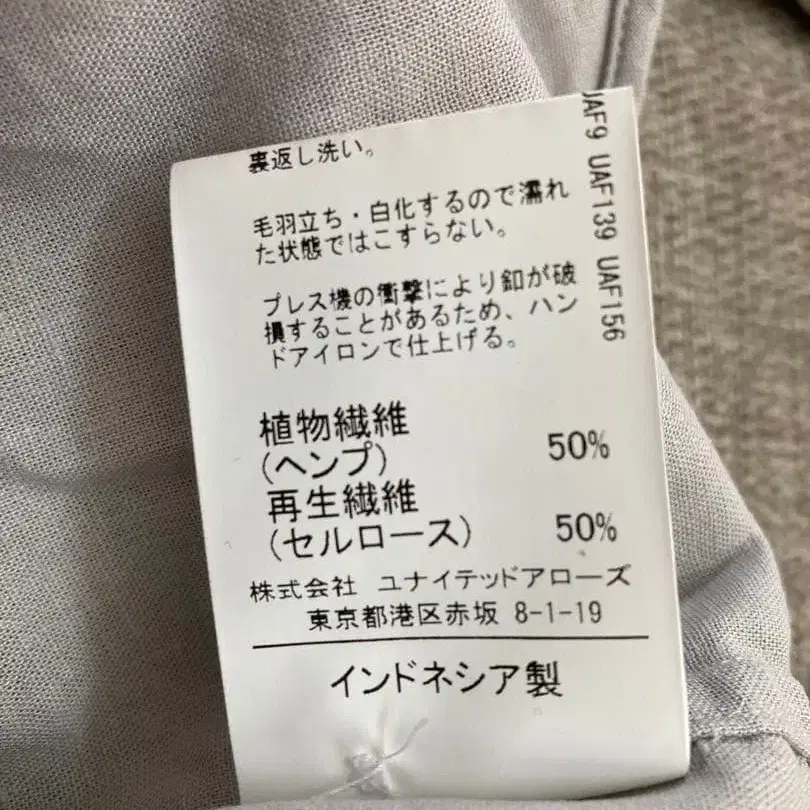 裏返し洗い。
毛羽立ち・白化するので濡れ
た状態ではこすらない。
プレス機の衝撃により釦が破
損することがあるため、ハン
ドアイロンで仕上げる。
植物繊維
(ヘンプ) 50%
再生繊維
(セルロース) 50%
株式会社 ユナイテッドアローズ
東京都港区赤坂 8-1-19
インドネシア製
UAF9 UAF139 UAF156